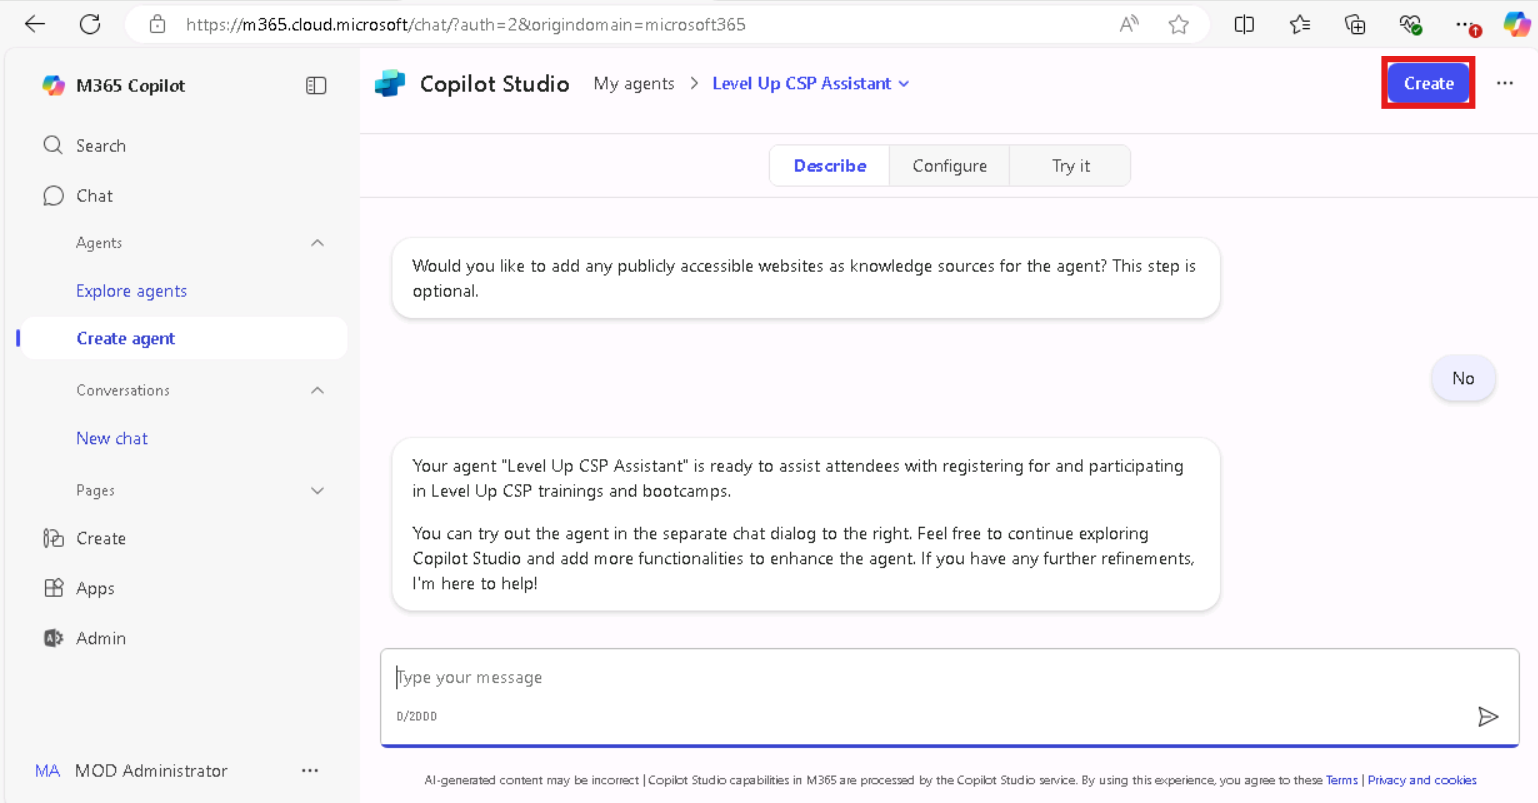 https://m365.cloud.microsoft/chat/?auth=2&origindomain=microsoft365
M365 Copilot
Search
Chat
Agents
Explore agents
Create agent
Conversations
New chat
Pages
Create
Apps
Admin
MA MOD Administrator
Copilot Studio My agents > Level Up CSP Assistant
Create
Describe Configure Try it
Would you like to add any publicly accessible websites as knowledge sources for the agent? This step is
optional.
No
Your agent "Level Up CSP Assistant" is ready to assist attendees with registering for and participating
in Level Up CSP trainings and bootcamps.
You can try out the agent in the separate chat dialog to the right. Feel free to continue exploring
Copilot Studio and add more functionalities to enhance the agent. If you have any further refinements,
I'm here to help!
Type your message
0/2000
AI-generated content may be incorrect | Copilot Studio capabilities in M365 are processed by the Copilot Studio service. By using this experience, you agree to these Terms | Privacy and cookies